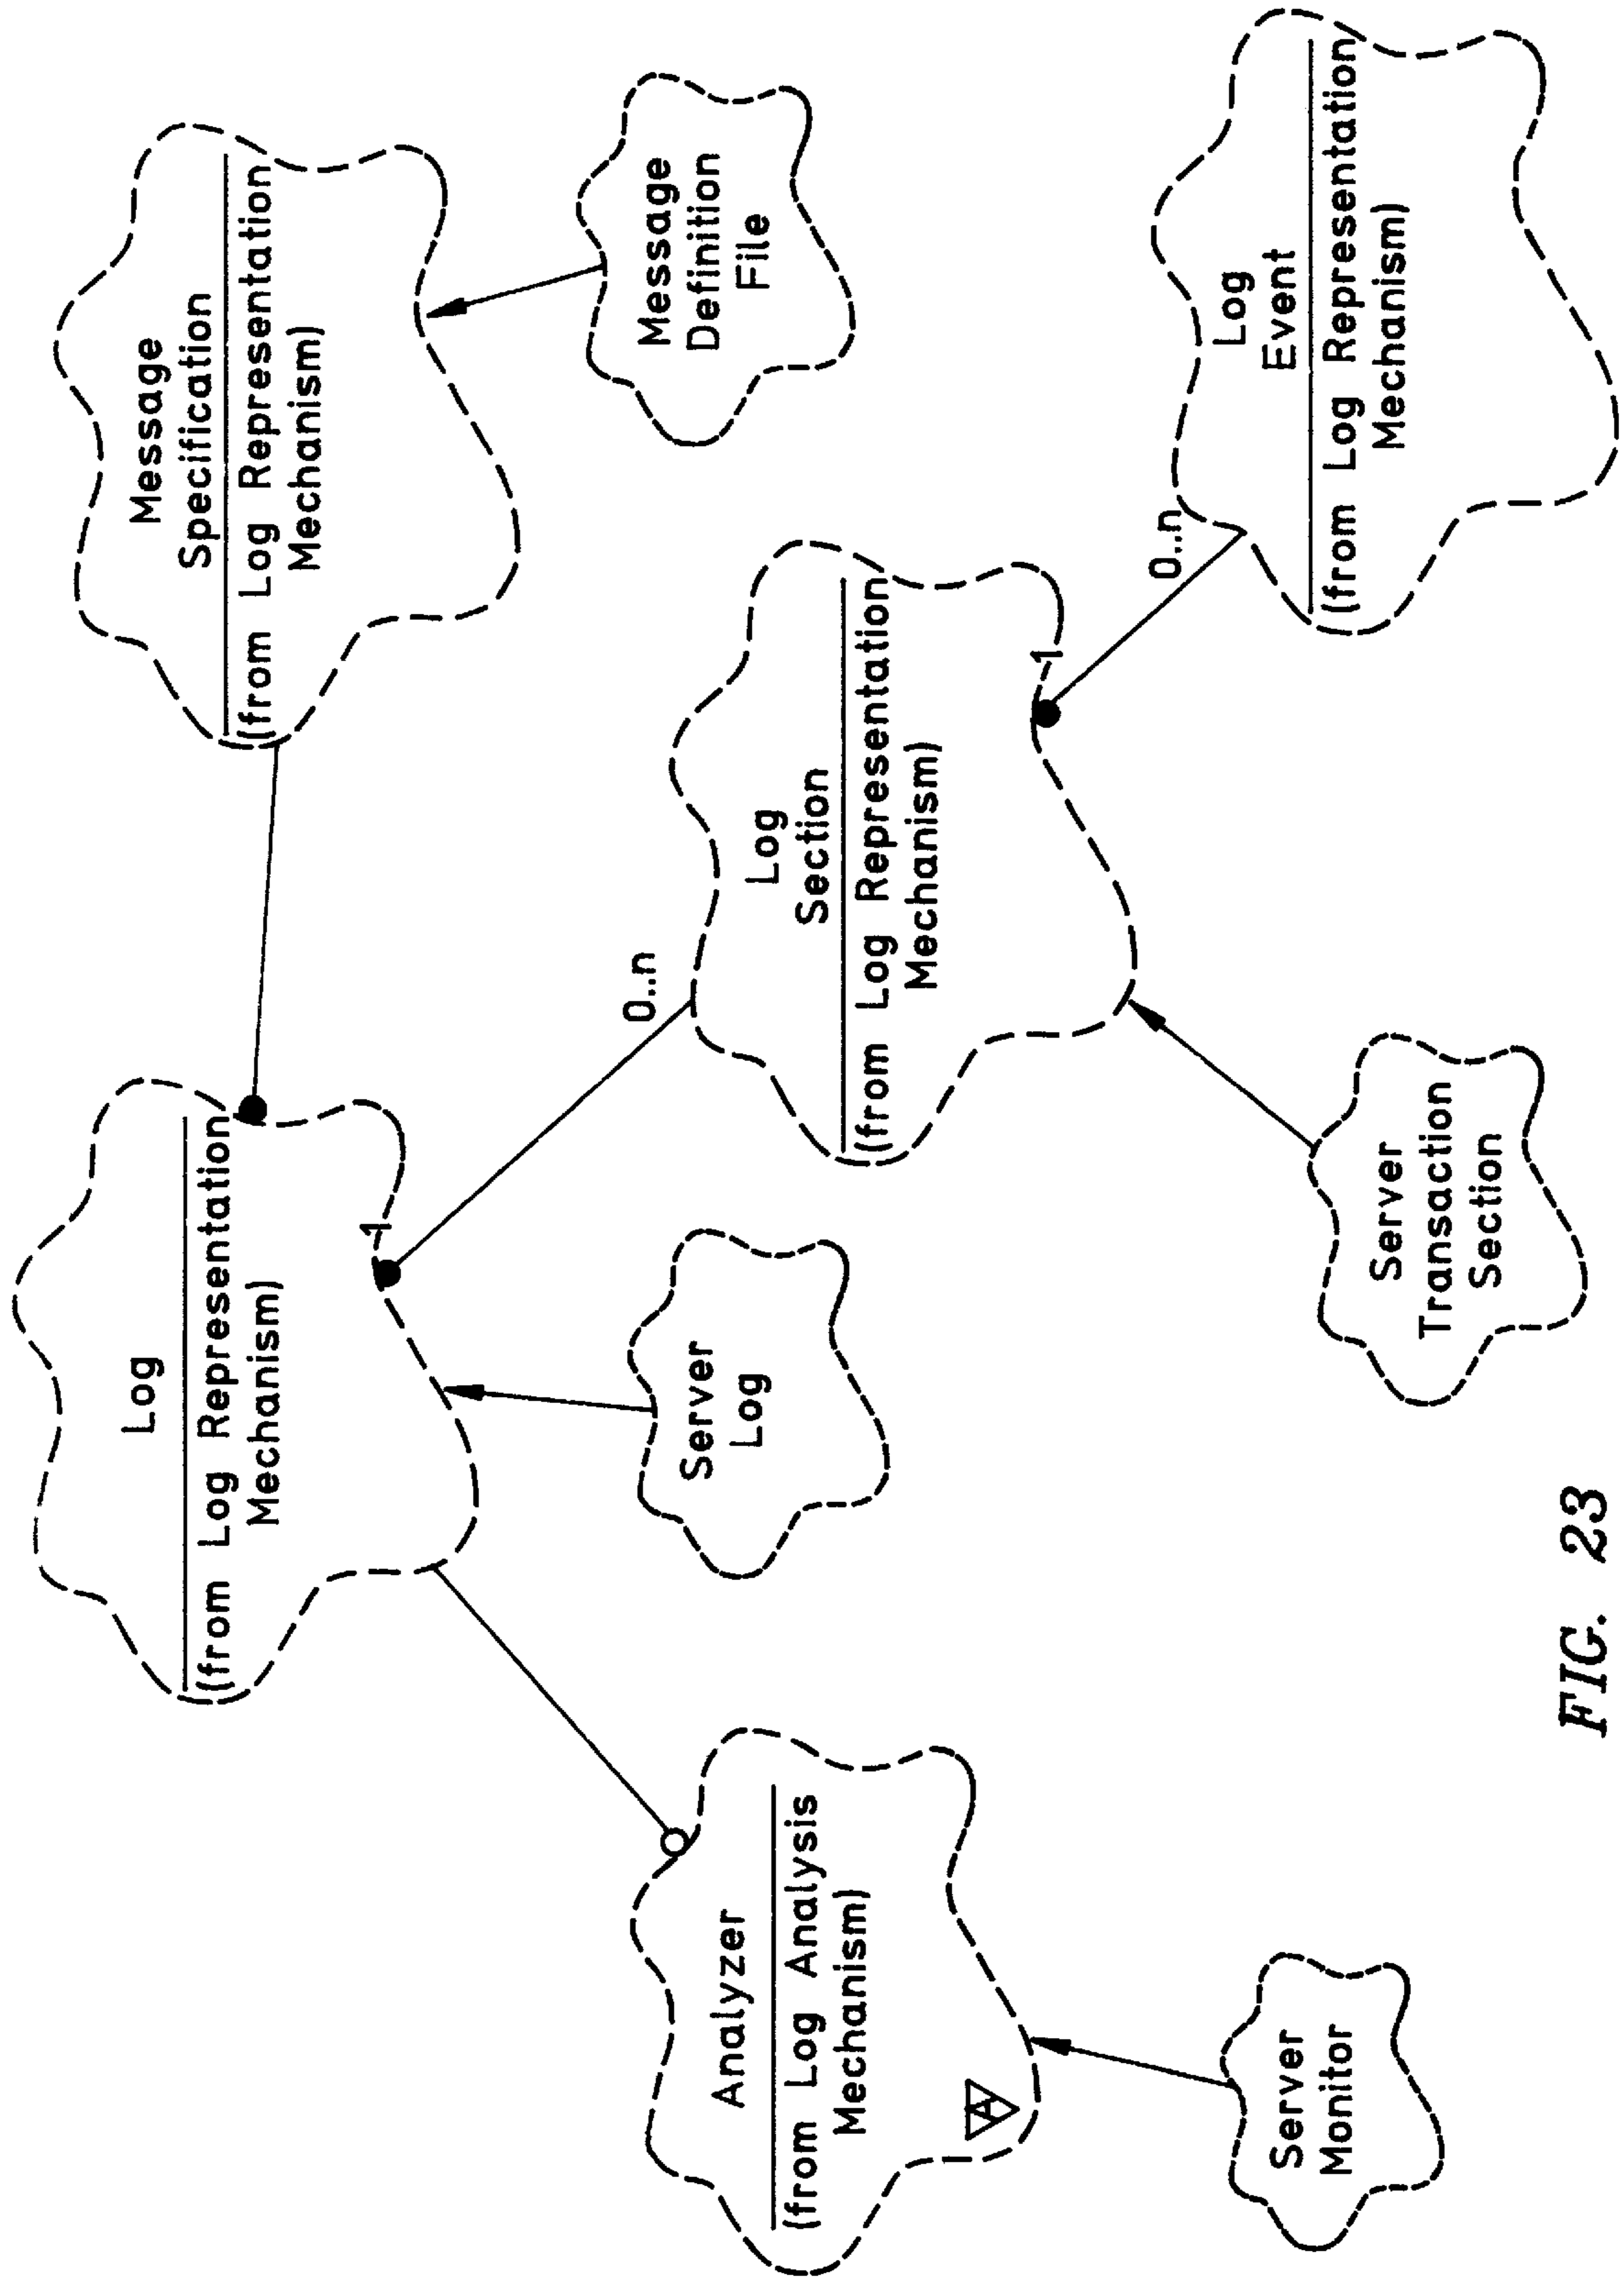 Log
(from Log Representation
Mechanism)
Message
Specification
(from Log Representation
Mechanism)
1
0..n
Analyzer
(from Log Analysis
Mechanism)
A
Server
Log
Log
Section
(from Log Representation
Mechanism)
1
Message
Definition
File
0..n
Server
Monitor
Server
Transaction
Section
Log
Event
(from Log Representation
Mechanism)
FIG. 23